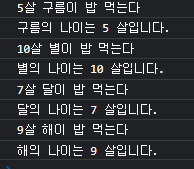 5살 구름이 밥 먹는다
구름의 나이는 5 살입니다.
10살 별이 밥 먹는다
별의 나이는 10 살입니다.
7살 달이 밥 먹는다
달의 나이는 7 살입니다.
9살 해이 밥 먹는다
해의 나이는 9 살입니다.